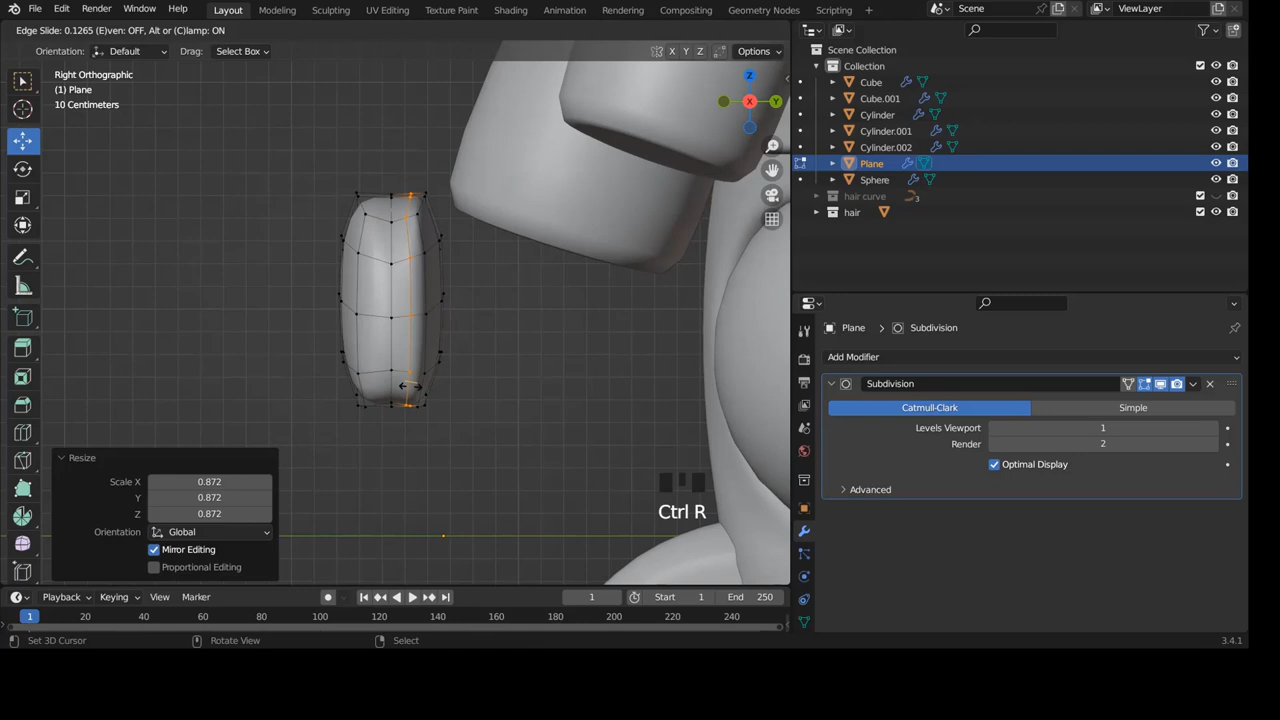 File Edit Render Window Help Layout Modeling Sculpting UV Editing Texture Paint Shading Animation Rendering Compositing Geometry Nodes Scripting + Scene ViewLayer
Edge Slide: 0.1265 (E)ven: OFF, Alt or (C)lamp: ON
Orientation: Default Drag: Select Box X Y Z Options
Right Orthographic
(1) Plane
10 Centimeters
Z
X
Y
Ctrl R
Resize
Scale X 0.872
Y 0.872
Z 0.872
Orientation Global
Mirror Editing
Proportional Editing
Scene Collection
Collection
Cube
Cube.001
Cylinder
Cylinder.001
Cylinder.002
Plane
Sphere
hair curve 3
hair
Plane > Subdivision
Add Modifier
Subdivision
Catmull-Clark Simple
Levels Viewport 1
Render 2
Optimal Display
Advanced
Playback Keying View Marker 1 Start 1 End 250
1 20 40 60 80 100 120 140 160 180 200 220 240
Set 3D Cursor Rotate View Select 3.4.1